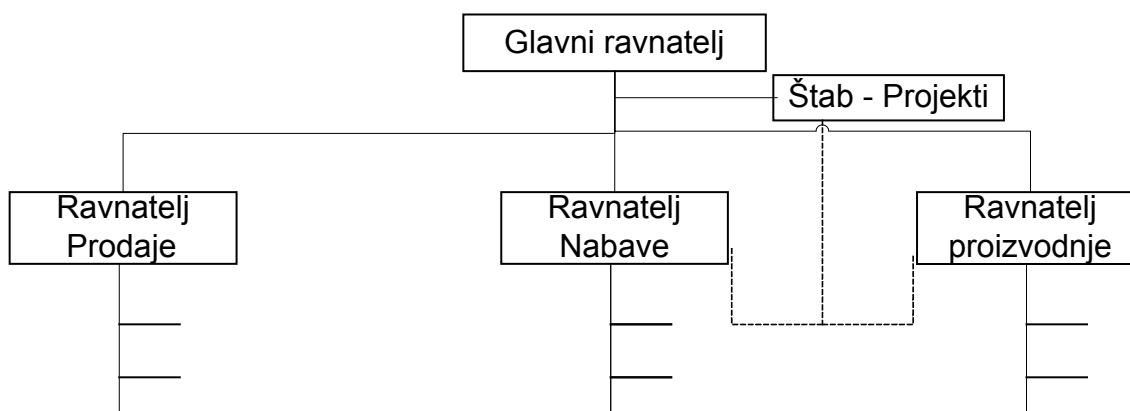 Glavni ravnatelj
Štab - Projekti
Ravnatelj
Prodaje
Ravnatelj
Nabave
Ravnatelj
proizvodnje